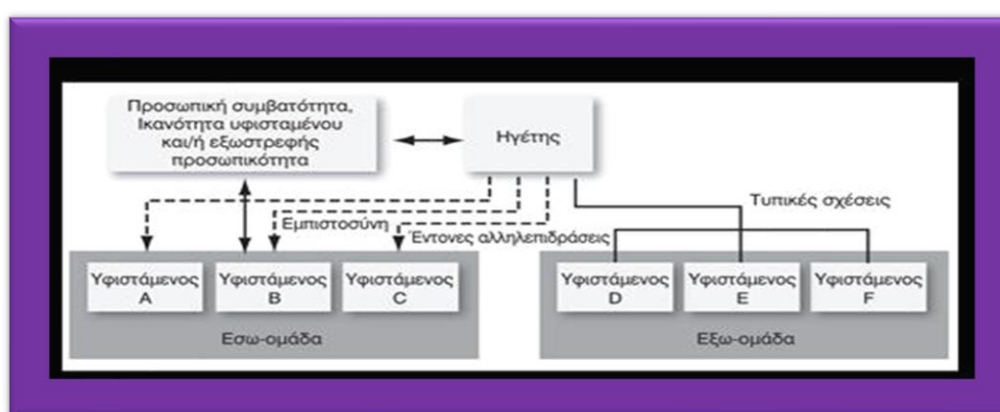 Προσωπική συμβατότητα,
Ικανότητα υφισταμένου
και/ή εξωστρεφής
προσωπικότητα
Ηγέτης
Τυπικές σχέσεις
Εμπιστοσύνη
Έντονες αλληλεπιδράσεις
Υφιστάμενος
A
Υφιστάμενος
B
Υφιστάμενος
C
Εσω-ομάδα
Υφιστάμενος
D
Υφιστάμενος
E
Υφιστάμενος
F
Εξω-ομάδα